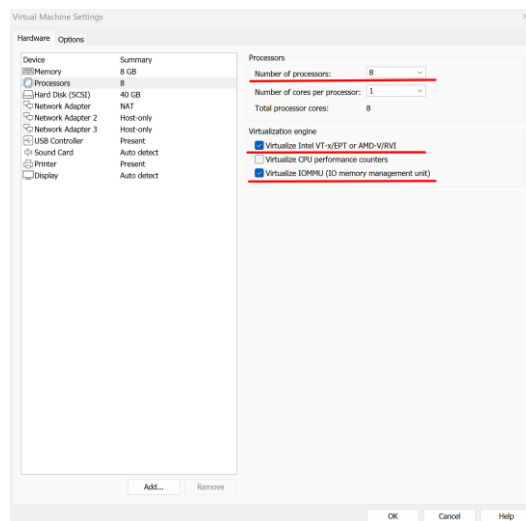 Virtual Machine Settings
Hardware Options
Device Summary
Memory 8 GB
Processors 8
Hard Disk (SCSI) 40 GB
Network Adapter NAT
Network Adapter 2 Host-only
Network Adapter 3 Host-only
USB Controller Present
Sound Card Auto detect
Printer Present
Display Auto detect
Add... Remove
Processors
Number of processors: 8
Number of cores per processor: 1
Total processor cores: 8
Virtualization engine
Virtualize Intel VT-x/EPT or AMD-V/RVI
Virtualize CPU performance counters
Virtualize IOMMU (IO memory management unit)
OK Cancel Help